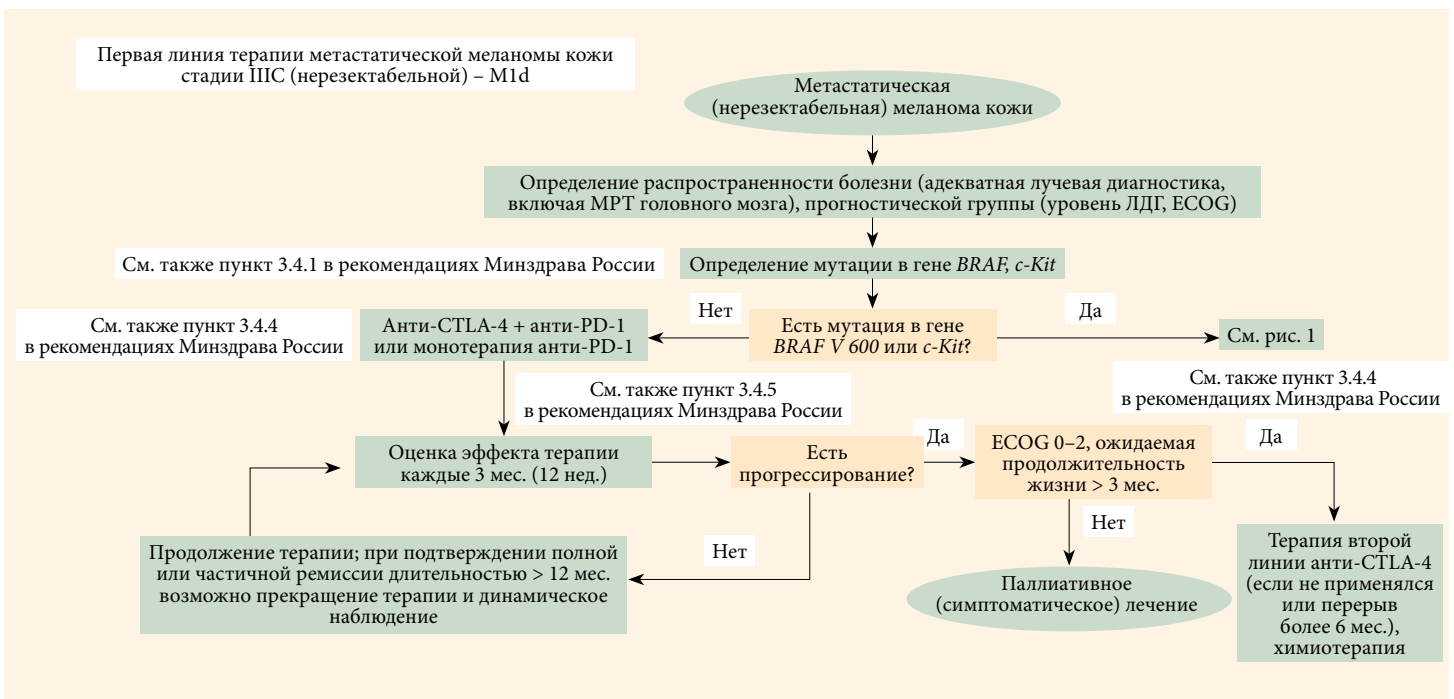 Первая линия терапии метастатической меланомы кожи
стадии IIIC (нерезектабельной) – M1d
Метастатическая
(нерезектабельная) меланома кожи
Определение распространенности болезни (адекватная лучевая диагностика,
включая МРТ головного мозга), прогностической группы (уровень ЛДГ, ECOG)
См. также пункт 3.4.1 в рекомендациях Минздрава России
Определение мутации в гене BRAF, c-Kit
Нет
Да
См. также пункт 3.4.4
в рекомендациях Минздрава России
Анти-CTLA-4 + анти-PD-1
или монотерапия анти-PD-1
Есть мутация в гене
BRAF V 600 или c-Kit?
См. рис. 1
См. также пункт 3.4.5
в рекомендациях Минздрава России
См. также пункт 3.4.4
в рекомендациях Минздрава России
Оценка эффекта терапии
каждые 3 мес. (12 нед.)
Есть
прогрессирование?
Да
ECOG 0–2, ожидаемая
продолжительность
жизни > 3 мес.
Да
Продолжение терапии; при подтверждении полной
или частичной ремиссии длительностью > 12 мес.
возможно прекращение терапии и динамическое
наблюдение
Нет
Нет
Паллиативное
(симптоматическое) лечение
Терапия второй
линии анти-CTLA-4
(если не применялся
или перерыв
более 6 мес.),
химиотерапия